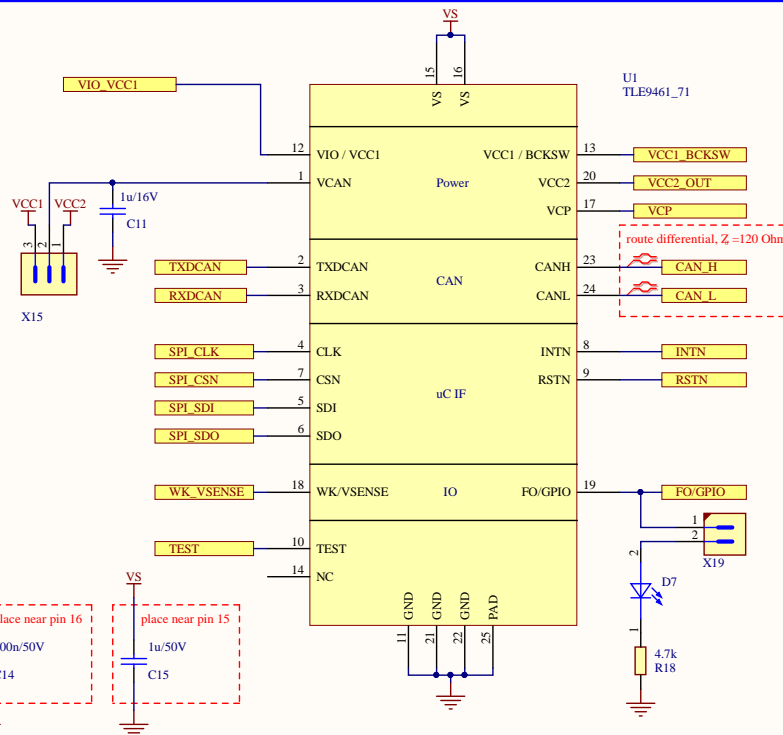 VS
15
16
VS
VS
U1
TLE9461_71
VIO_VCC1
12
VIO / VCC1
VCC1 / BCKSW
13
VCC1_BCKSW
1
VCAN
Power
VCC2
20
VCC2_OUT
VCP
17
VCP
1u/16V
C11
VCC1
VCC2
3
2
1
X15
route differential, Z =120 Ohm
TXDCAN
2
TXDCAN
CAN
CANH
23
CAN_H
RXDCAN
3
RXDCAN
CANL
24
CAN_L
SPI_CLK
4
CLK
INTN
8
INTN
SPI_CSN
7
CSN
uC IF
RSTN
9
RSTN
SPI_SDI
5
SDI
SPI_SDO
6
SDO
WK_VSENSE
18
WK/VSENSE
IO
FO/GPIO
19
FO/GPIO
1
2
X19
TEST
10
TEST
14
NC
2
D7
1
4.7k
R18
GND
GND
GND
PAD
11
21
22
25
VS
lace near pin 16
00n/50V
14
place near pin 15
1u/50V
C15